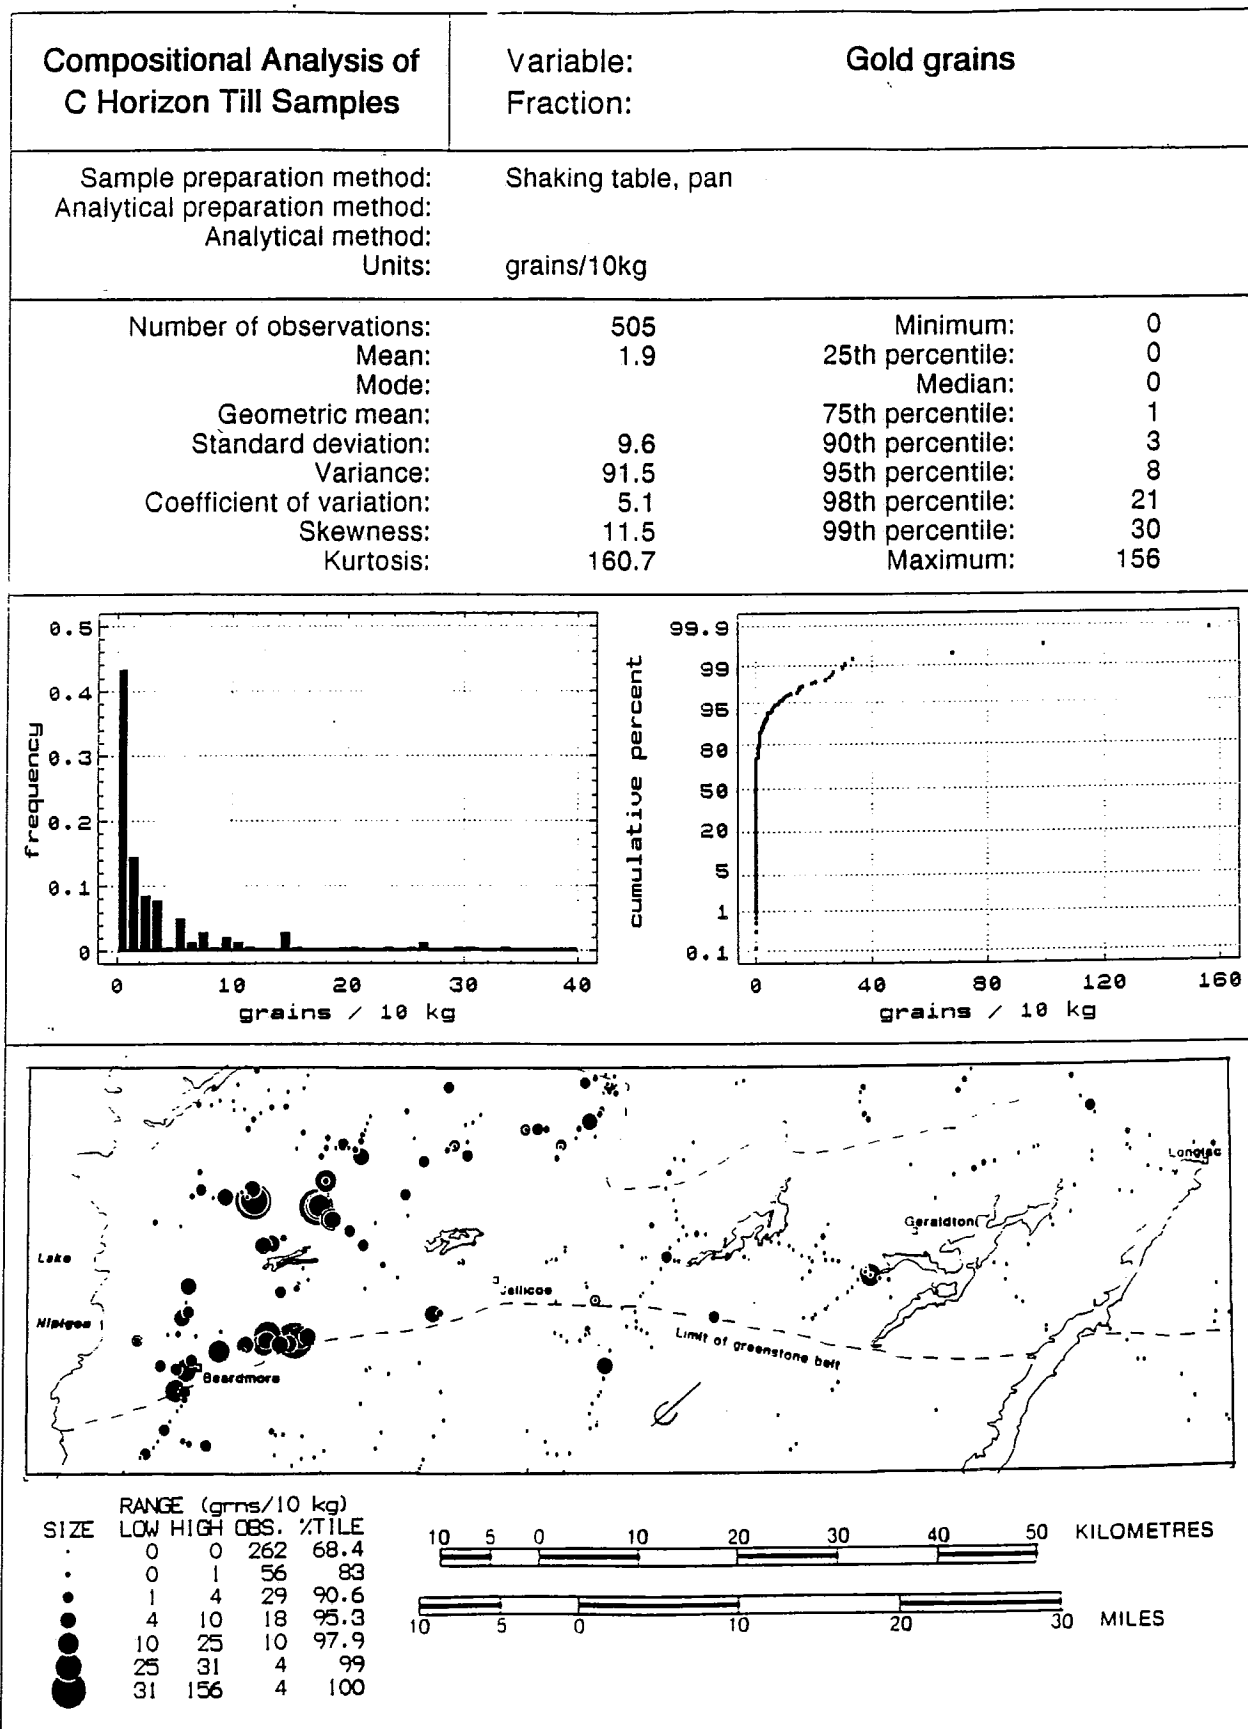 Compositional Analysis of
C Horizon Till Samples
Variable: Gold grains
Fraction:
Sample preparation method: Shaking table, pan
Analytical preparation method:
Analytical method:
Units: grains/10kg
Number of observations: 505 Minimum: 0
Mean: 1.9 25th percentile: 0
Mode: Median: 0
Geometric mean: 75th percentile: 1
Standard deviation: 9.6 90th percentile: 3
Variance: 91.5 95th percentile: 8
Coefficient of variation: 5.1 98th percentile: 21
Skewness: 11.5 99th percentile: 30
Kurtosis: 160.7 Maximum: 156
frequency
0.5
0.4
0.3
0.2
0.1
0
0 10 20 30 40
grains / 10 kg
cumulative percent
99.9
99
95
80
50
20
5
1
0.1
0 40 80 120 160
grains / 10 kg
Longlac
Geraldton
Lake
Jellicoe
Nipigon
Limit of greenstone belt
Beardmore
RANGE (grns/10 kg)
SIZE LOW HIGH OBS. %TILE
0 0 262 68.4
0 1 56 83
1 4 29 90.6
4 10 18 95.3
10 25 10 97.9
25 31 4 99
31 156 4 100
10 5 0 10 20 30 40 50 KILOMETRES
10 5 0 10 20 30 MILES